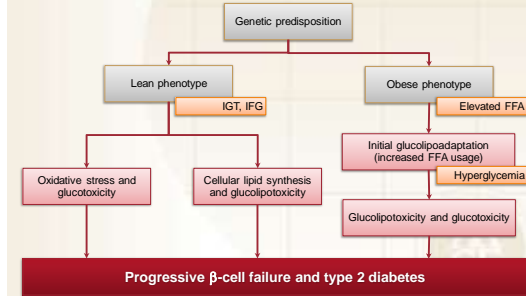 Genetic predisposition
Lean phenotype
Obese phenotype
IGT, IFG
Elevated FFA
Initial glucolipoadaptation
(increased FFA usage)
Hyperglycemia
Oxidative stress and
glucotoxicity
Cellular lipid synthesis
and glucolipotoxicity
Glucolipotoxicity and glucotoxicity
Progressive β-cell failure and type 2 diabetes